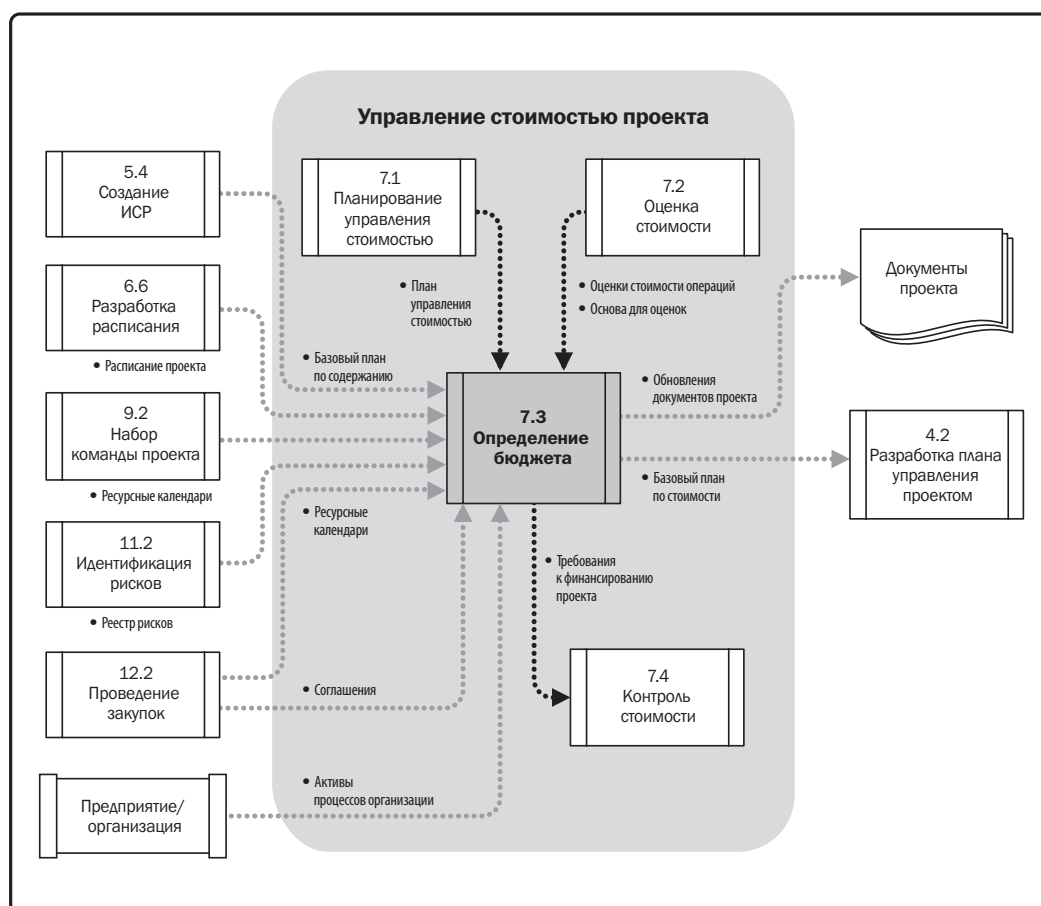 Управление стоимостью проекта
5.4
Создание
ИСР
7.1
Планирование
управления
стоимостью
7.2
Оценка
стоимости
Документы
проекта
6.6
Разработка
расписания
• План
управления
стоимостью
• Оценки стоимости операций
• Основа для оценок
• Расписание проекта
• Базовый план
по содержанию
• Обновления
документов проекта
9.2
Набор
команды проекта
7.3
Определение
бюджета
4.2
Разработка плана
управления
проектом
• Базовый план
по стоимости
• Ресурсные календари
• Ресурсные
календари
11.2
Идентификация
рисков
• Требования
к финансированию
проекта
• Реестр рисков
12.2
Проведение
закупок
• Соглашения
7.4
Контроль
стоимости
• Активы
процессов организации
Предприятие/
организация